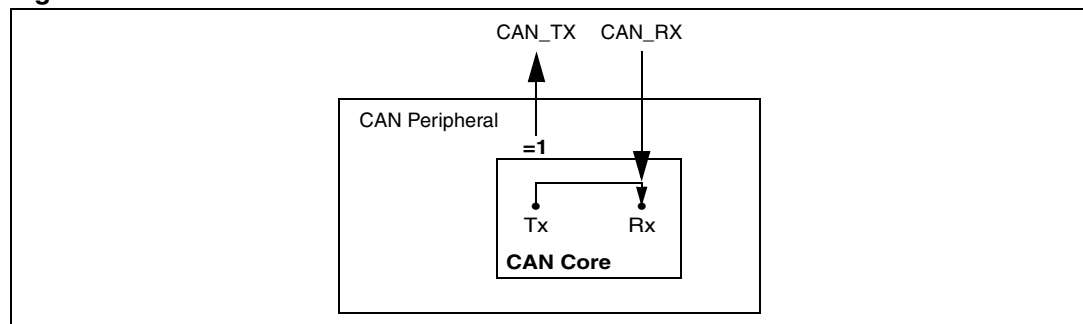 CAN_TX CAN_RX
CAN Peripheral
=1
Tx Rx
CAN Core